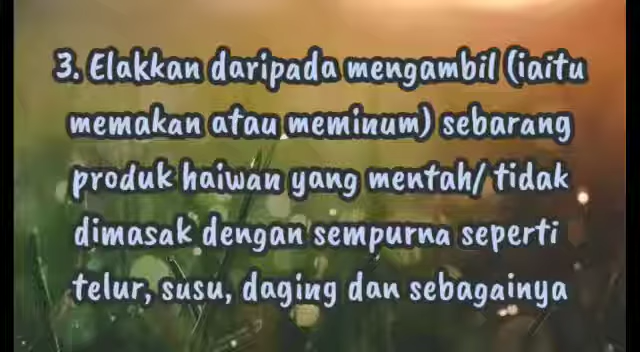 3. Elakkan daripada mengambil (iaitu
memakan atau meminum) sebarang
produk haiwan yang mentah/ tidak
dimasak dengan sempurna seperti
telur, susu, daging dan sebagainya